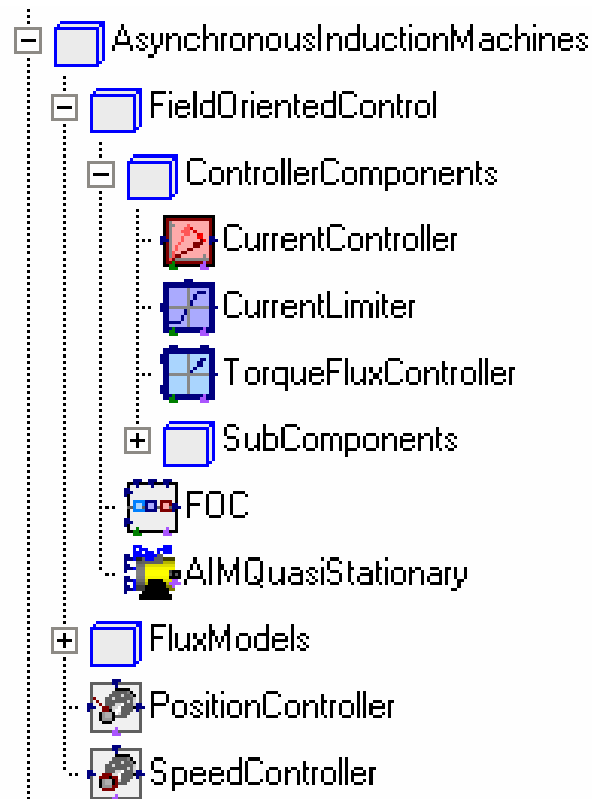 AsynchronousInductionMachines
FieldOrientedControl
ControllerComponents
CurrentController
CurrentLimiter
TorqueFluxController
SubComponents
FOC
AIMQuasiStationary
FluxModels
PositionController
SpeedController